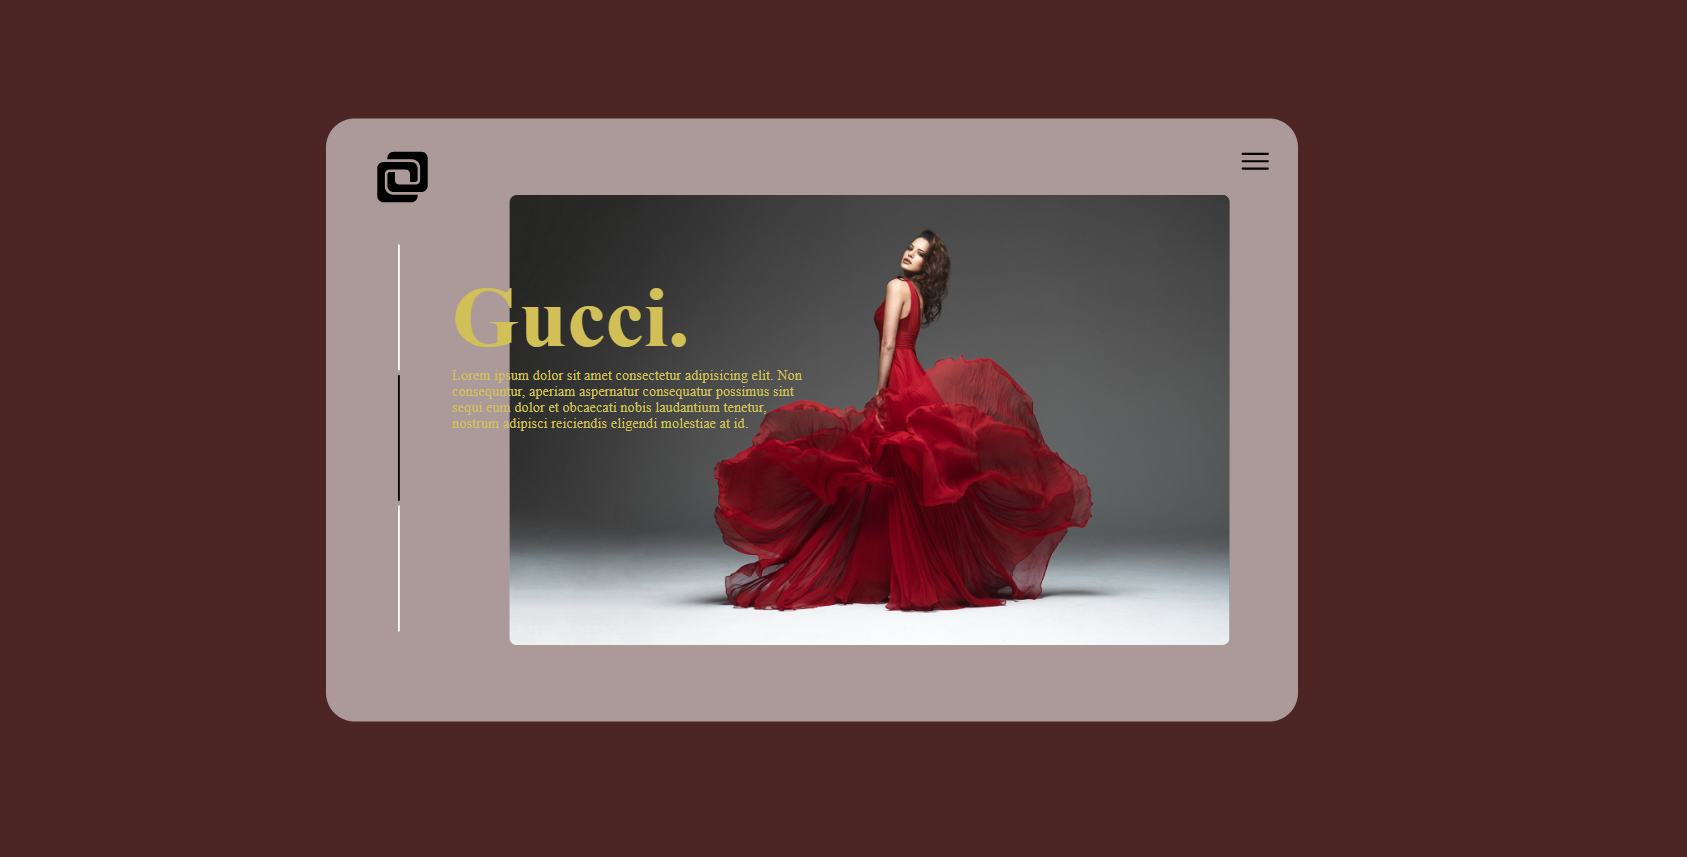 Gucci.
Lorem ipsum dolor sit amet consectetur adipisicing elit. Non
consequntur, aperiam aspernatur consequatur possimus sint
sequi eum dolor et obcaecati nobis laudantium tenetur,
nostrum adipisci reiciendis eligendi molestiae at id.